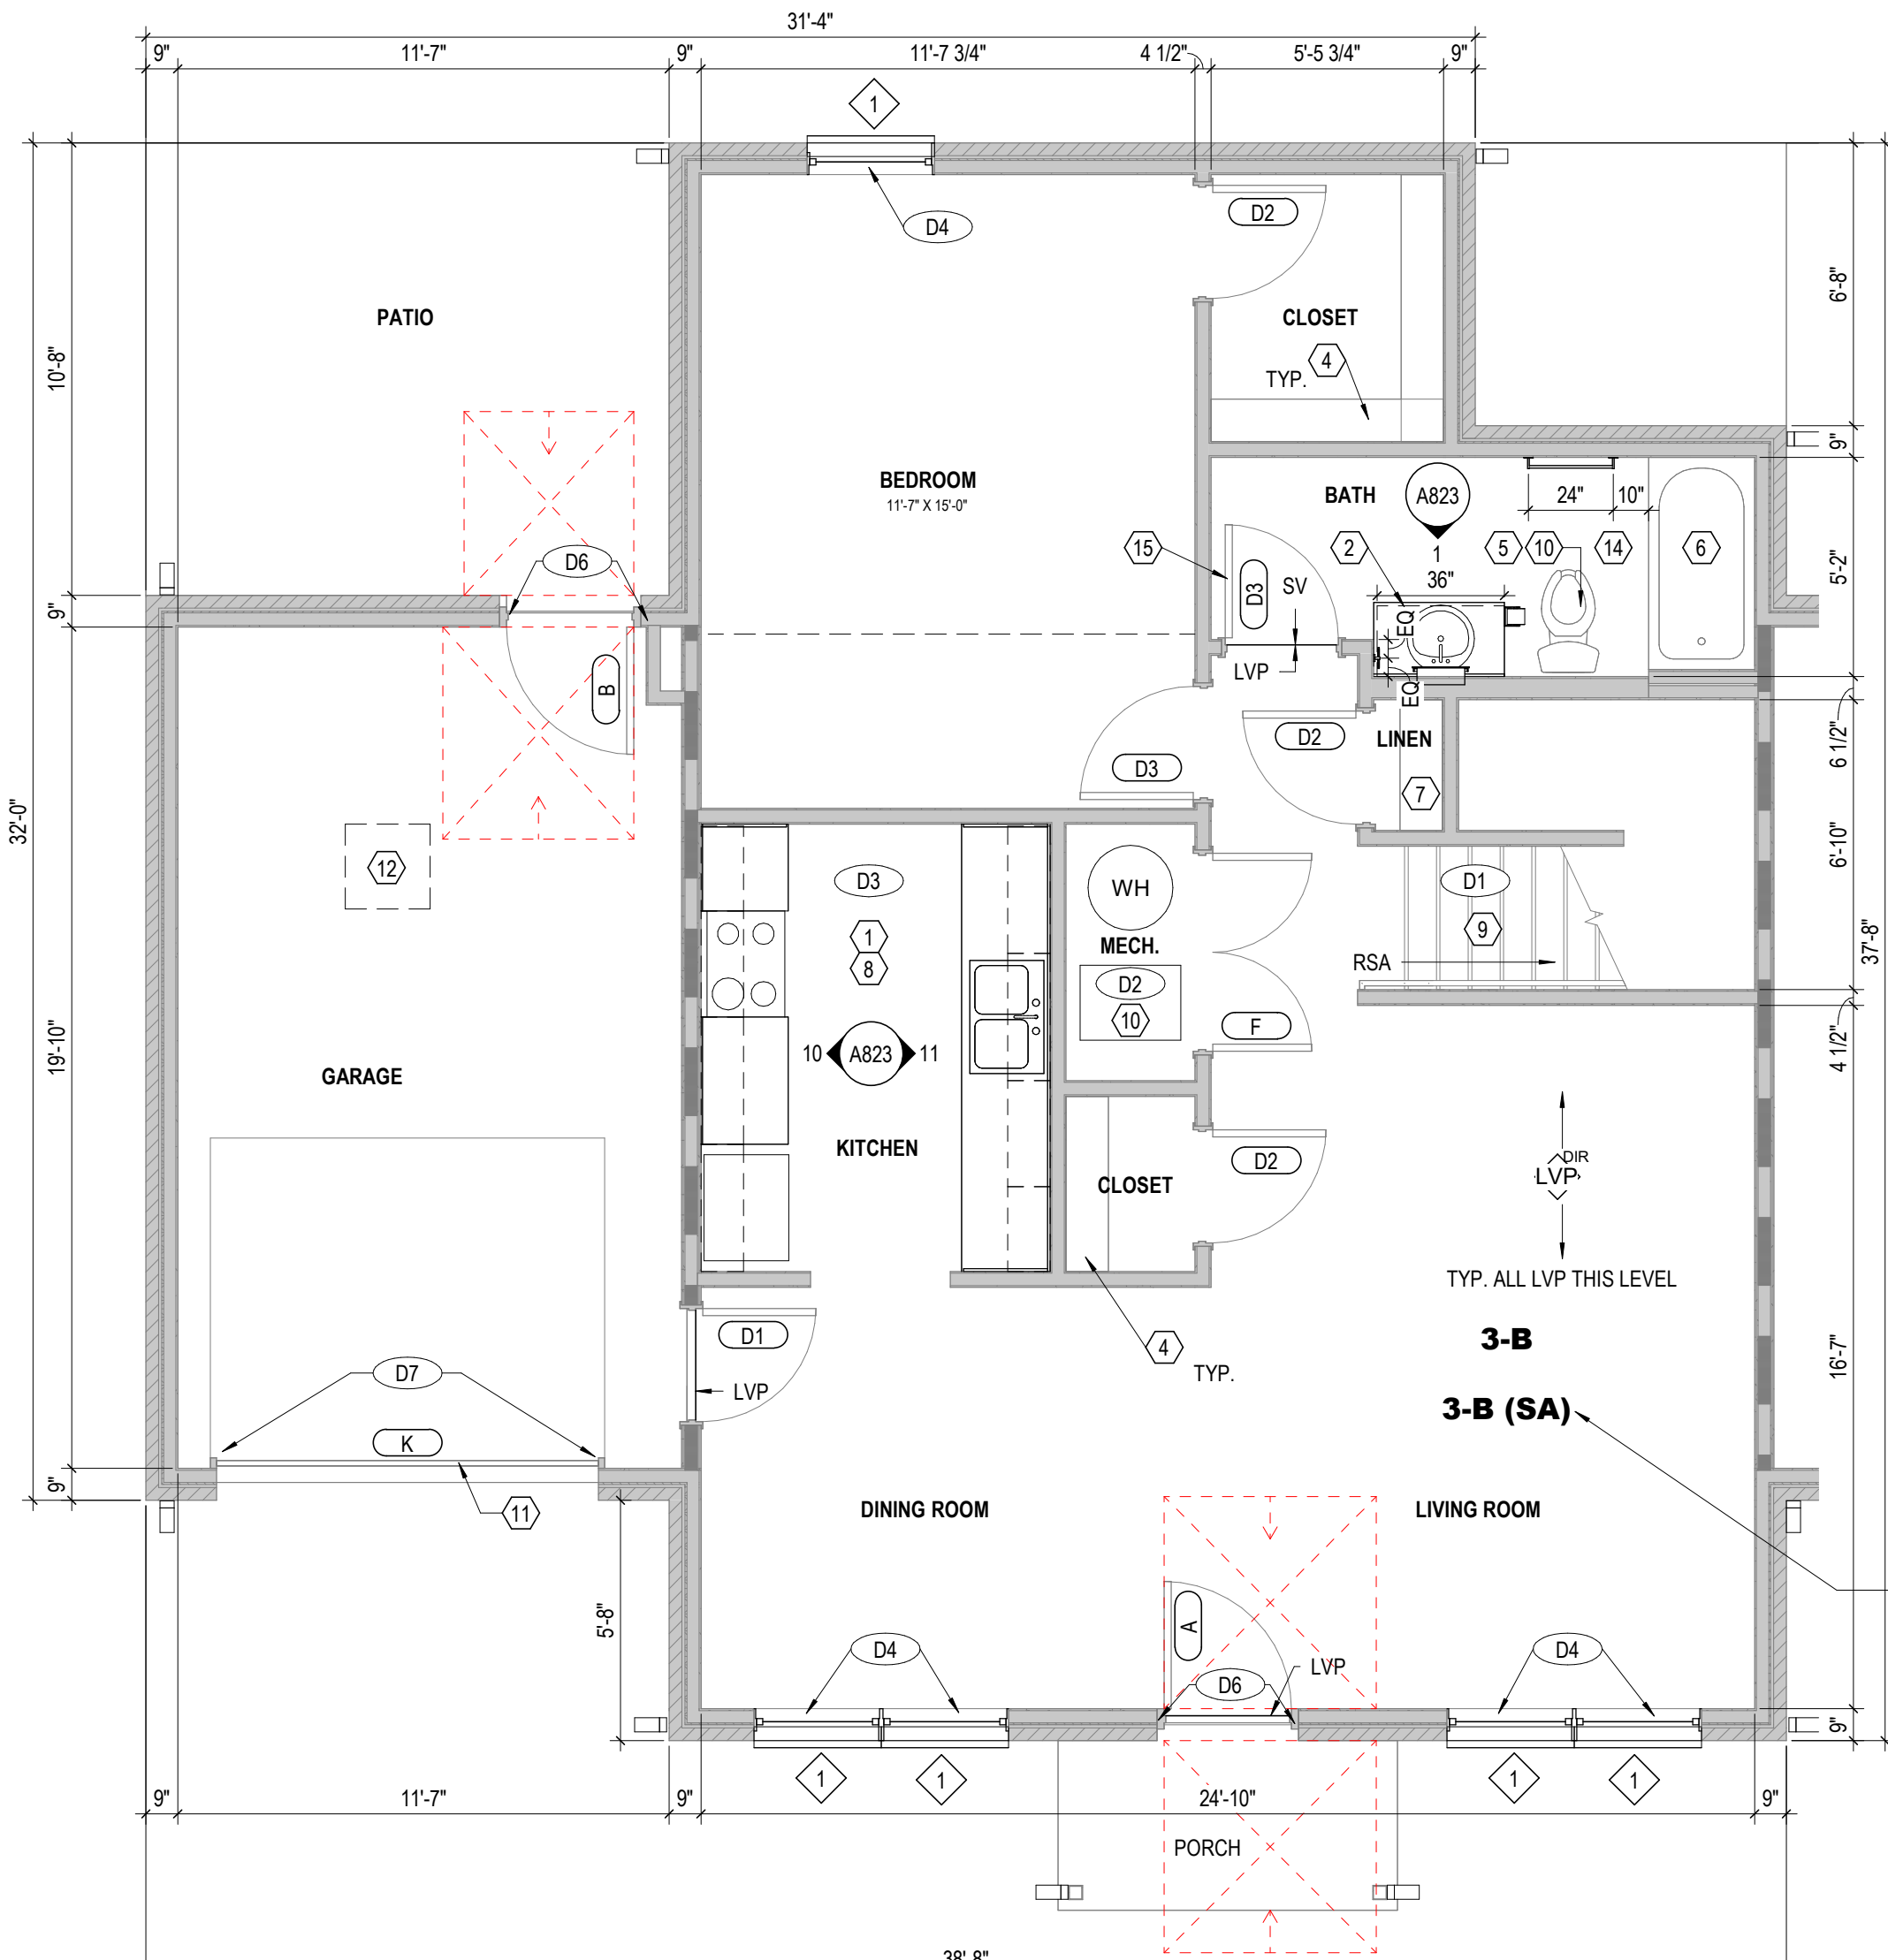 31'-4"
9" 11'-7" 9" 11'-7 3/4" 4 1/2" 5'-5 3/4" 9"
1
D4
D2
PATIO
CLOSET
4
TYP.
6'-8"
10'-8"
9"
BEDROOM
11'-7" X 15'-0"
BATH
A823
1
24" 10"
15
2
5
10
14
6
D6
D3
SV
36"
EQ
EQ
5'-2"
9"
LVP
B
D3
D2
LINEN
7
6 1/2"
32'-0"
12
D3
1
8
WH
MECH.
D2
10
D1
9
RSA
6'-10"
37'-8"
F
10 A823 11
19'-10"
GARAGE
4 1/2"
KITCHEN
CLOSET
D2
DIR
LVP
TYP. ALL LVP THIS LEVEL
D1
LVP
4
TYP.
3-B
3-B (SA)
16'-7"
D7
K
11
9"
DINING ROOM
LIVING ROOM
5'-8"
A
D4
D6
LVP
D4
9"
1
1
1
1
9" 11'-7" 9" 24'-10" 9"
PORCH
38'-8"